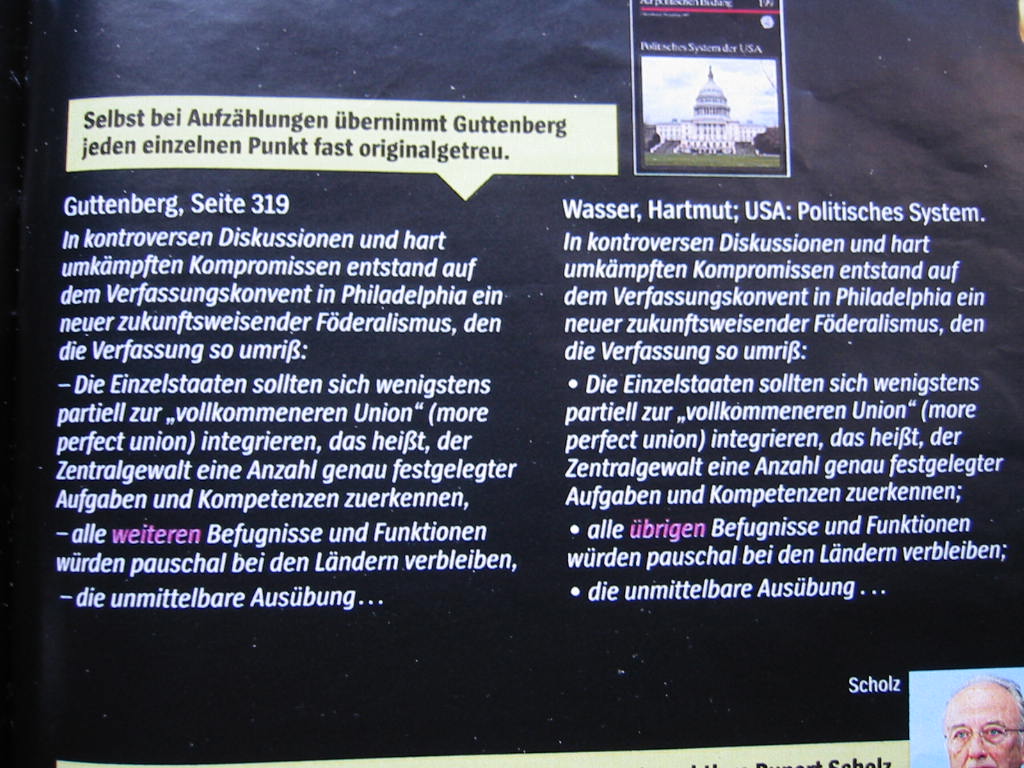 Politisches System der USA
Selbst bei Aufzählungen übernimmt Guttenberg
jeden einzelnen Punkt fast originalgetreu.
Guttenberg, Seite 319
In kontroversen Diskussionen und hart
umkämpften Kompromissen entstand auf
dem Verfassungskonvent in Philadelphia ein
neuer zukunftsweisender Föderalismus, den
die Verfassung so umriß:
– Die Einzelstaaten sollten sich wenigstens
partiell zur „vollkommeneren Union“ (more
perfect union) integrieren, das heißt, der
Zentralgewalt eine Anzahl genau festgelegter
Aufgaben und Kompetenzen zuerkennen,
– alle weiteren Befugnisse und Funktionen
würden pauschal bei den Ländern verbleiben,
– die unmittelbare Ausübung ...
Wasser, Hartmut; USA: Politisches System.
In kontroversen Diskussionen und hart
umkämpften Kompromissen entstand auf
dem Verfassungskonvent in Philadelphia ein
neuer zukunftsweisender Föderalismus, den
die Verfassung so umriß:
• Die Einzelstaaten sollten sich wenigstens
partiell zur „vollkommeneren Union“ (more
perfect union) integrieren, das heißt, der
Zentralgewalt eine Anzahl genau festgelegter
Aufgaben und Kompetenzen zuerkennen;
• alle übrigen Befugnisse und Funktionen
würden pauschal bei den Ländern verbleiben;
• die unmittelbare Ausübung ...
Scholz
Rupert Scholz